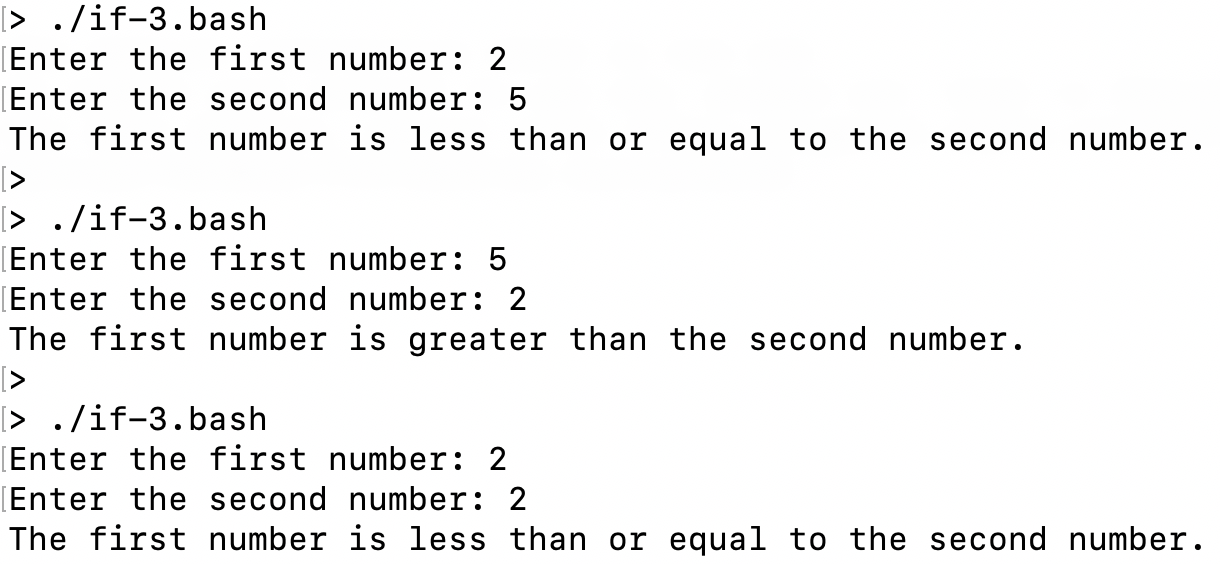 [> ./if-3.bash
[Enter the first number: 2
[Enter the second number: 5
The first number is less than or equal to the second number.
[>
[> ./if-3.bash
[Enter the first number: 5
[Enter the second number: 2
The first number is greater than the second number.
[>
[> ./if-3.bash
[Enter the first number: 2
[Enter the second number: 2
The first number is less than or equal to the second number.